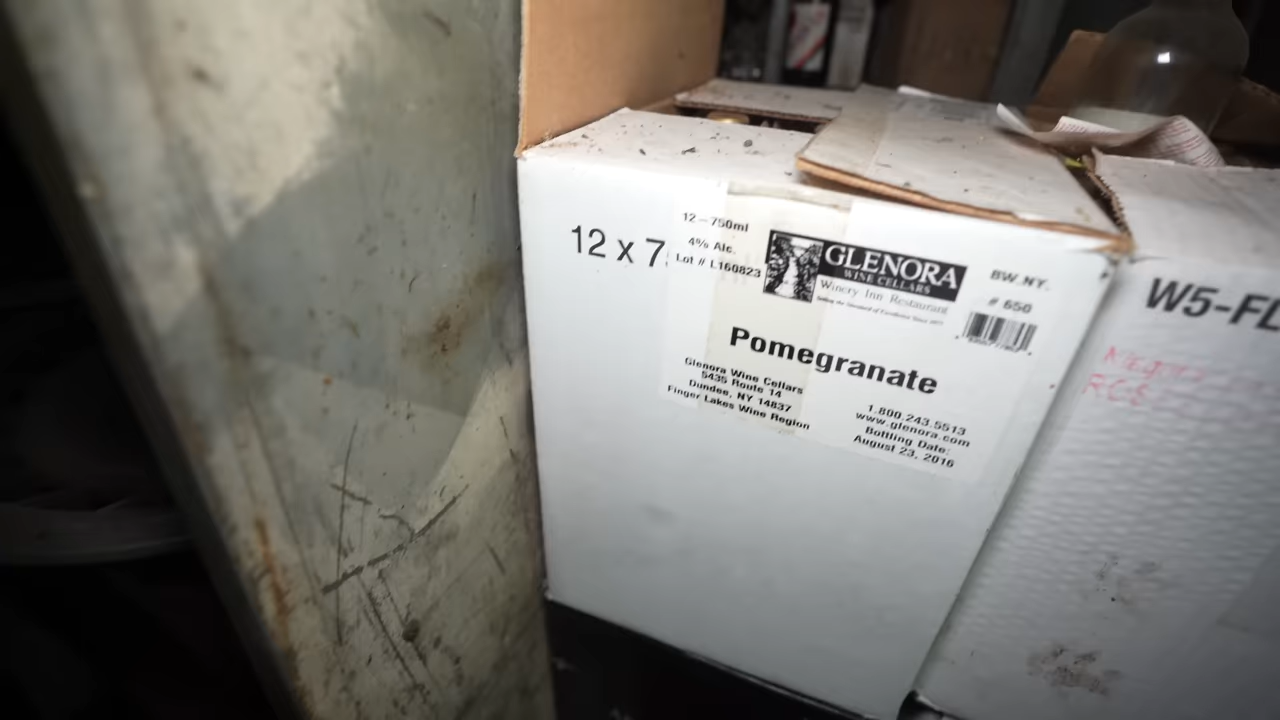 12 x 7
12-750ml
4% Alc.
Lot # L160823
GLENORA
WINE CELLARS
Winery Inn Restaurant
BW.NY.
# 650
Pomegranate
Glenora Wine Cellars
5435 Route 14
Dundee, NY 14837
Finger Lakes Wine Region
1.800.243.5513
www.glenora.com
Bottling Date:
August 23, 2016
W5-FL